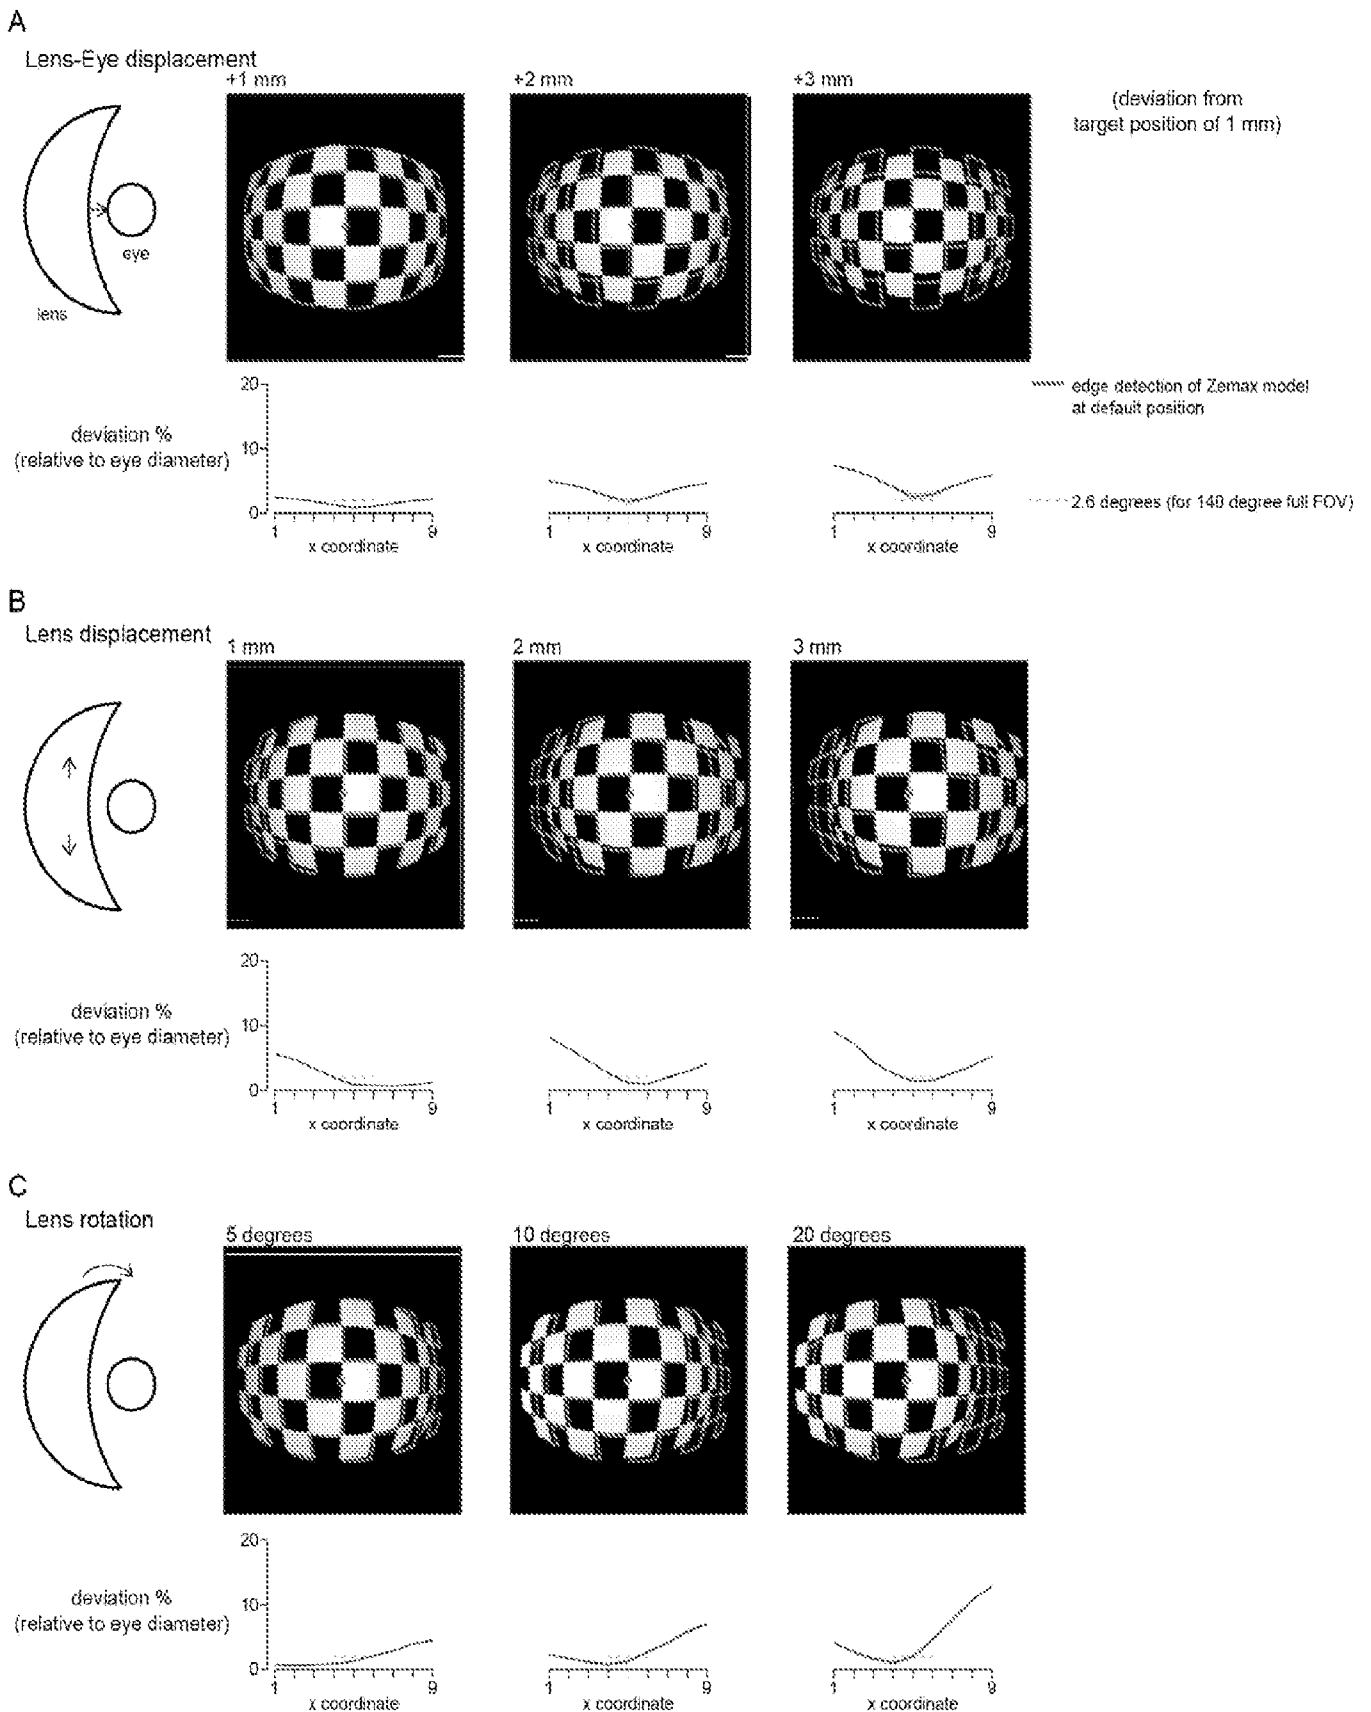 A
Lens-Eye displacement
+1 mm
+2 mm
+3 mm
(deviation from
target position of 1 mm)
eye
lens
20
10
0
deviation %
(relative to eye diameter)
1
9
x coordinate
1
9
x coordinate
1
9
x coordinate
edge detection of Zemax model
at default position
2.6 degrees (for 140 degree full FOV)
B
Lens displacement
1 mm
2 mm
3 mm
20
10
0
deviation %
(relative to eye diameter)
1
9
x coordinate
1
9
x coordinate
1
9
x coordinate
C
Lens rotation
5 degrees
10 degrees
20 degrees
20
10
0
deviation %
(relative to eye diameter)
1
9
x coordinate
1
9
x coordinate
1
9
x coordinate